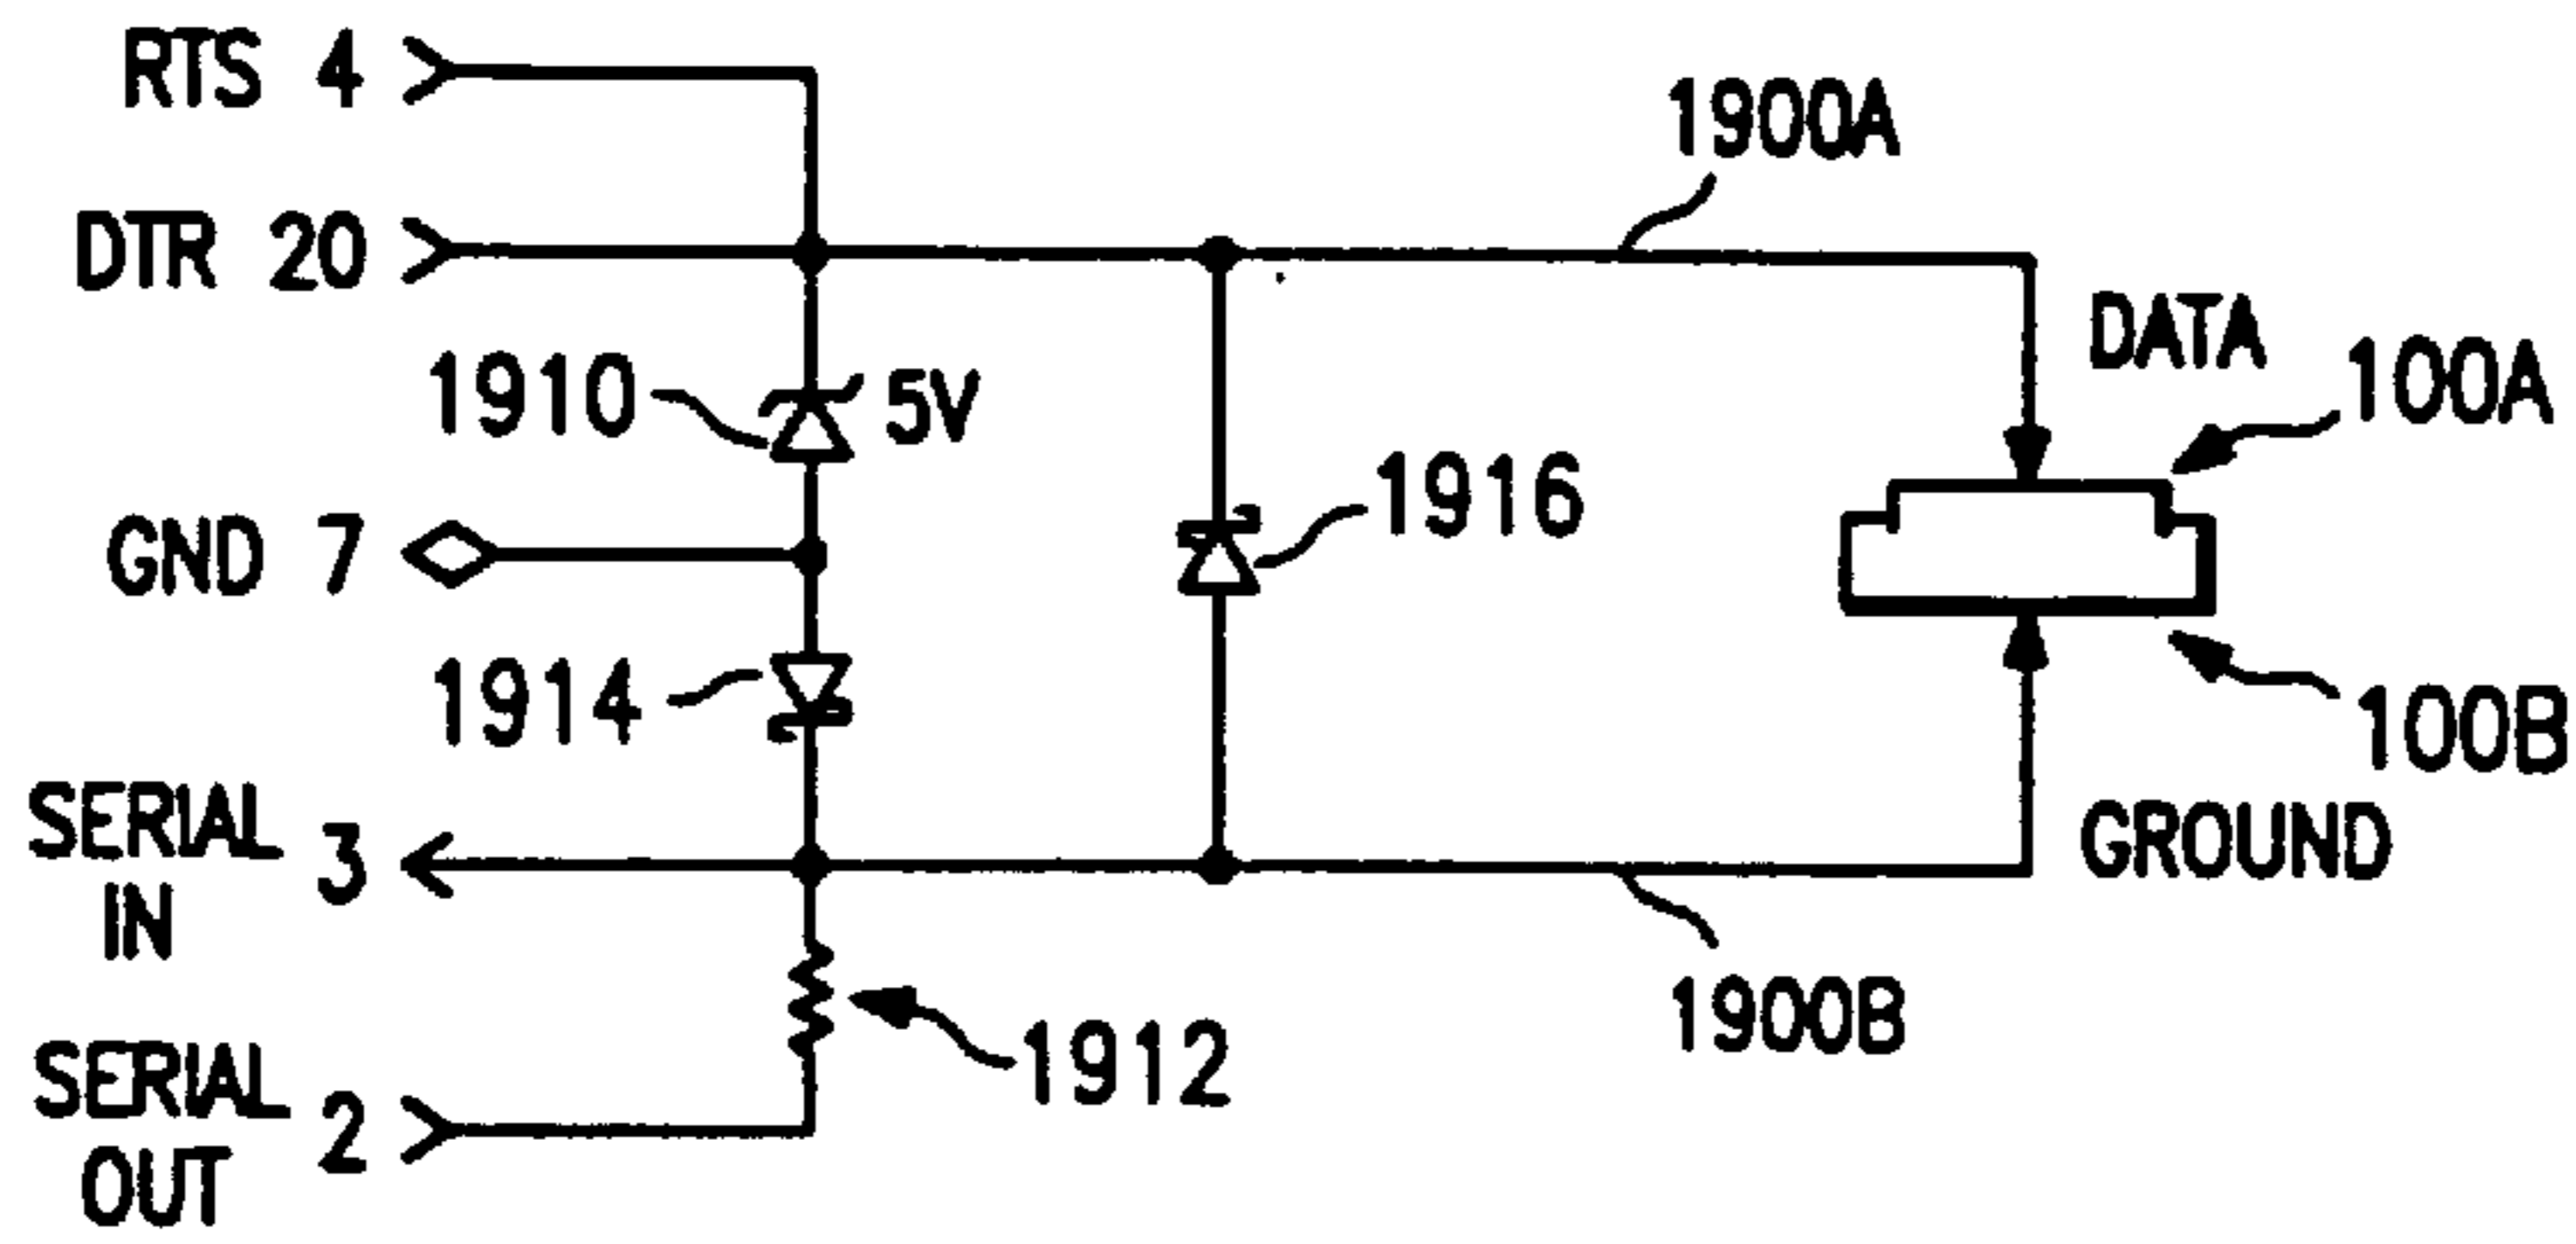 RTS 4
1900A
DTR 20
DATA
100A
1910
5V
1916
GND 7
1914
100B
SERIAL 3
IN
GROUND
1900B
1912
SERIAL 2
OUT